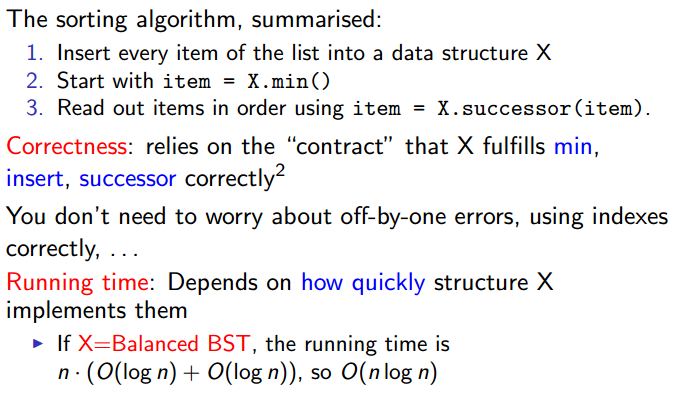 The sorting algorithm, summarised:
1. Insert every item of the list into a data structure X
2. Start with item = X.min()
3. Read out items in order using item = X.successor(item).
Correctness: relies on the “contract” that X fulfills min,
insert, successor correctly²
You don’t need to worry about off-by-one errors, using indexes
correctly, ...
Running time: Depends on how quickly structure X
implements them
▶ If X=Balanced BST, the running time is
n · (O(log n) + O(log n)), so O(n log n)